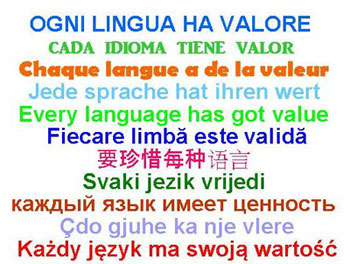 OGNI LINGUA HA VALORE
CADA IDIOMA TIENE VALOR
Chaque langue a de la valeur
Jede sprache hat ihren wert
Every language has got value
Fiecare limbă este validă
要珍惜每种语言
Svaki jezik vrijedi
каждый язык имеет ценность
Çdo gjuhe ka nje vlere
Każdy język ma swoją wartość